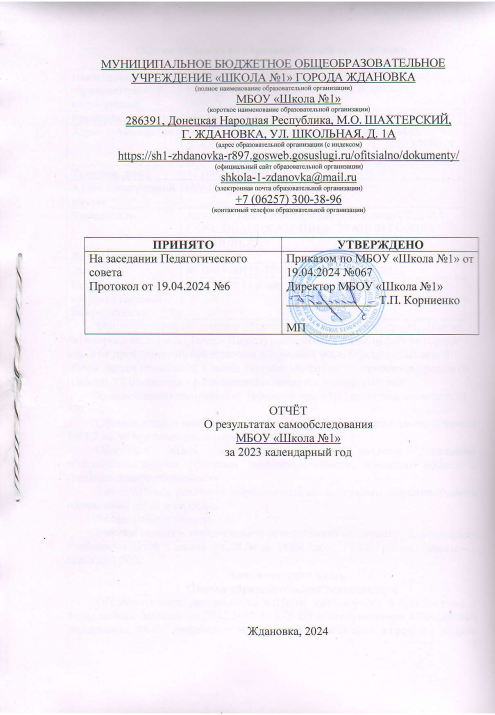 МУНИЦИПАЛЬНОЕ БЮДЖЕТНОЕ ОБЩЕОБРАЗОВАТЕЛЬНОЕ
УЧРЕЖДЕНИЕ «ШКОЛА №1» ГОРОДА ЖДАНОВКА
(полное наименование образовательной организации)
МБОУ «Школа №1»
(короткое наименование образовательной организации)
286391, Донецкая Народная Республика, М.О. ШАХТЕРСКИЙ,
Г. ЖДАНОВКА, УЛ. ШКОЛЬНАЯ, Д. 1А
(адрес образовательной организации (с индексом)
https://sh1-zhdanovka-r897.gosweb.gosuslugi.ru/ofitsialno/dokumenty/
(официальный сайт образовательной организации)
shkola-1-zdanovka@mail.ru
(электронная почта образовательной организации)
+7 (06257) 300-38-96
(контактный телефон образовательной организации)
ПРИНЯТО
На заседании Педагогического
совета
Протокол от 19.04.2024 №6
УТВЕРЖДЕНО
Приказом по МБОУ «Школа №1» от
19.04.2024 №067
Директор МБОУ «Школа №1»
Т.П. Корниенко
МП
ОТЧЁТ
О результатах самообследования
МБОУ «Школа №1»
за 2023 календарный год
Ждановка, 2024